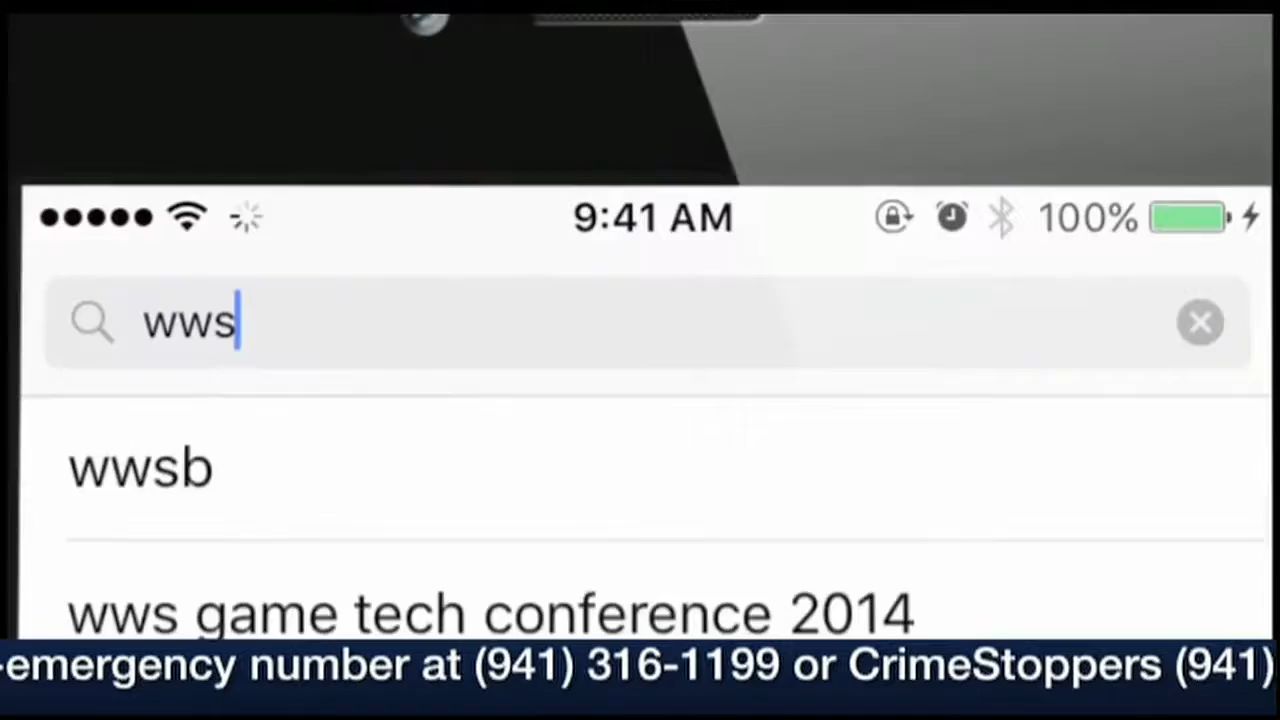 9:41 AM 100%
wws
wwsb
wws game tech conference 2014
-emergency number at (941) 316-1199 or CrimeStoppers (941)